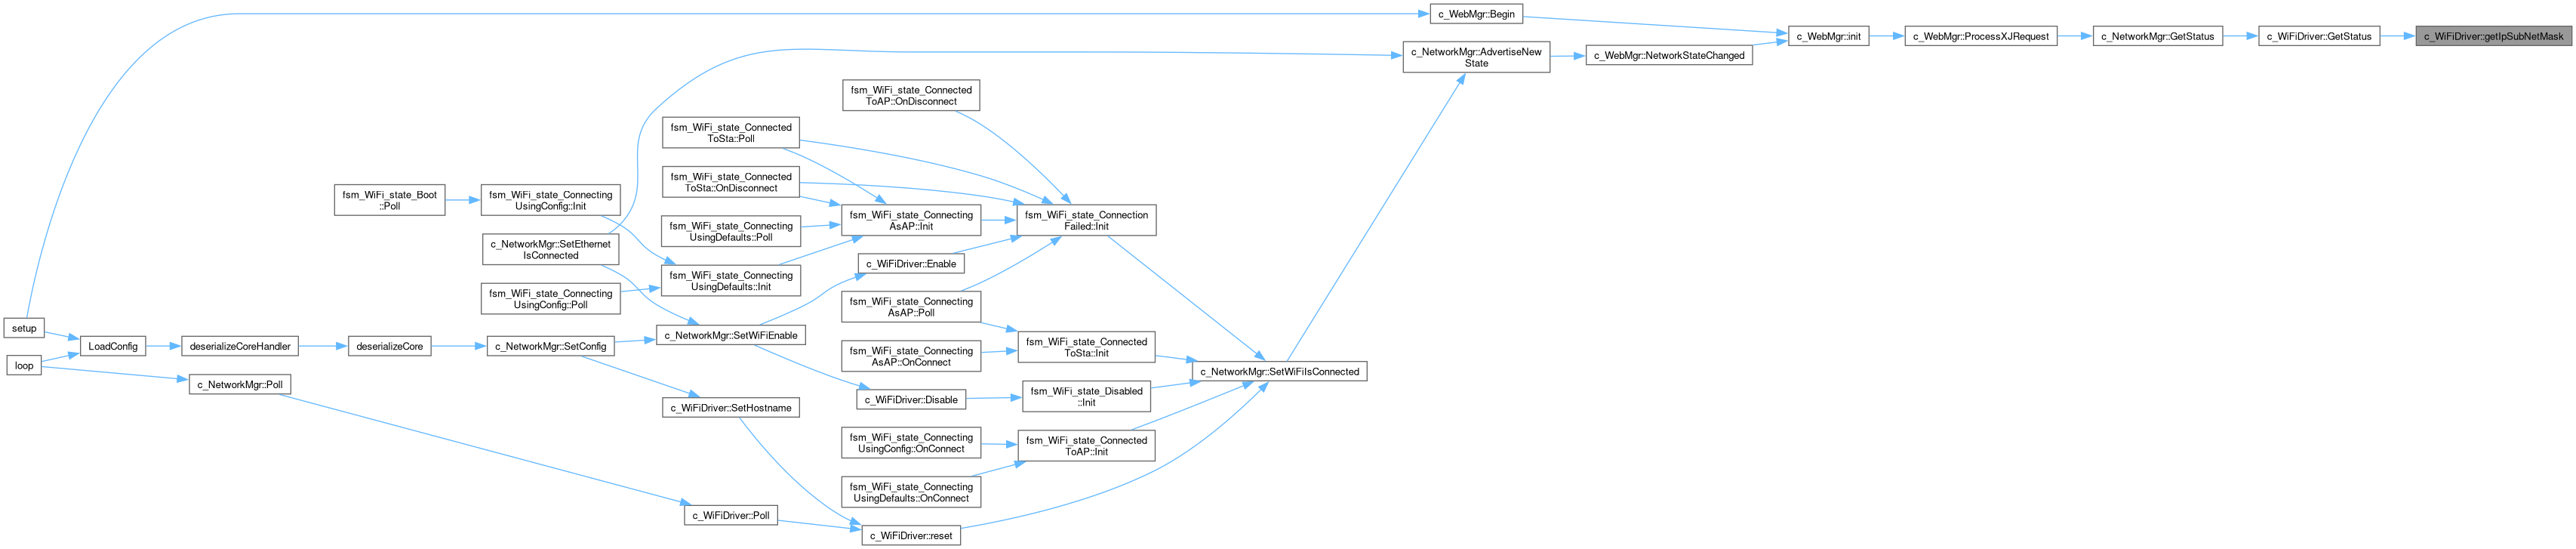 c_WebMgr::Begin
c_WebMgr::init
c_WebMgr::ProcessXJRequest
c_NetworkMgr::GetStatus
c_WiFiDriver::GetStatus
c_WiFiDriver::getIpSubNetMask
c_NetworkMgr::AdvertiseNew
State
c_WebMgr::NetworkStateChanged
fsm_WiFi_state_Connected
ToAP::OnDisconnect
fsm_WiFi_state_Connected
ToSta::Poll
fsm_WiFi_state_Connected
ToSta::OnDisconnect
fsm_WiFi_state_Boot
::Poll
fsm_WiFi_state_Connecting
UsingConfig::Init
fsm_WiFi_state_Connecting
UsingDefaults::Poll
fsm_WiFi_state_Connecting
AsAP::Init
fsm_WiFi_state_Connection
Failed::Init
c_NetworkMgr::SetEthernet
IsConnected
fsm_WiFi_state_Connecting
UsingDefaults::Init
c_WiFiDriver::Enable
fsm_WiFi_state_Connecting
UsingConfig::Poll
fsm_WiFi_state_Connecting
AsAP::Poll
setup
LoadConfig
deserializeCoreHandler
deserializeCore
c_NetworkMgr::SetConfig
c_NetworkMgr::SetWiFiEnable
fsm_WiFi_state_Connecting
AsAP::OnConnect
fsm_WiFi_state_Connected
ToSta::Init
loop
c_NetworkMgr::Poll
c_NetworkMgr::SetWiFiIsConnected
c_WiFiDriver::SetHostname
c_WiFiDriver::Disable
fsm_WiFi_state_Disabled
::Init
fsm_WiFi_state_Connecting
UsingConfig::OnConnect
fsm_WiFi_state_Connected
ToAP::Init
fsm_WiFi_state_Connecting
UsingDefaults::OnConnect
c_WiFiDriver::Poll
c_WiFiDriver::reset